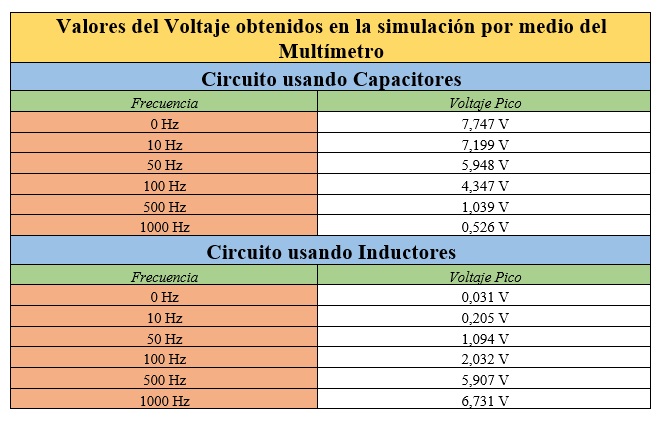 Valores del Voltaje obtenidos en la simulación por medio del
Multímetro
Circuito usando Capacitores
Frecuencia Voltaje Pico
0 Hz 7,747 V
10 Hz 7,199 V
50 Hz 5,948 V
100 Hz 4,347 V
500 Hz 1,039 V
1000 Hz 0,526 V
Circuito usando Inductores
Frecuencia Voltaje Pico
0 Hz 0,031 V
10 Hz 0,205 V
50 Hz 1,094 V
100 Hz 2,032 V
500 Hz 5,907 V
1000 Hz 6,731 V